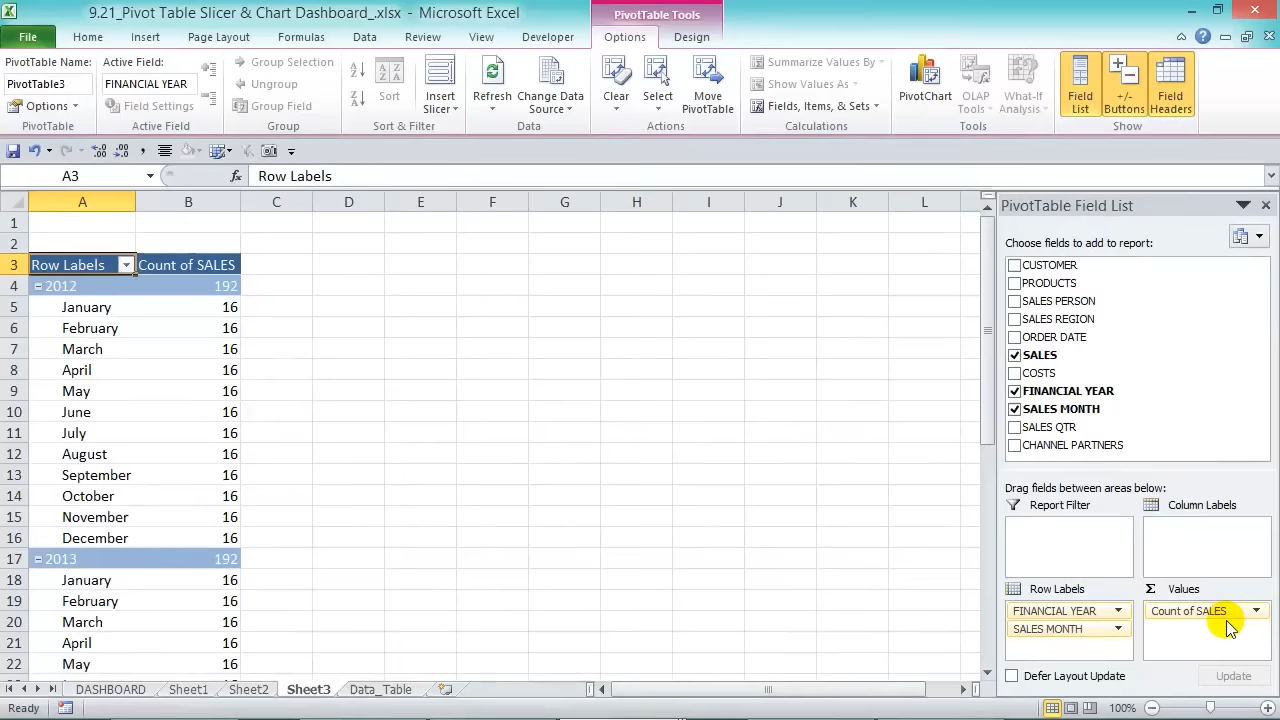 9.21_Pivot Table Slicer & Chart Dashboard_.xlsx - Microsoft Excel
PivotTable Tools
File Home Insert Page Layout Formulas Data Review View Developer Options Design
PivotTable Name:
PivotTable3
Options
PivotTable
Active Field:
FINANCIAL YEAR
Field Settings
Active Field
Group Selection
Ungroup
Group Field
Group
Sort
Insert Slicer
Sort & Filter
Refresh
Change Data Source
Data
Clear
Select
Move PivotTable
Actions
Summarize Values By
Show Values As
Fields, Items, & Sets
Calculations
PivotChart
OLAP Tools
What-If Analysis
Tools
Field List
+/- Buttons
Field Headers
Show
A3
fx
Row Labels
A B C D E F G H I J K L
1
2
3 Row Labels Count of SALES
4 2012 192
5 January 16
6 February 16
7 March 16
8 April 16
9 May 16
10 June 16
11 July 16
12 August 16
13 September 16
14 October 16
15 November 16
16 December 16
17 2013 192
18 January 16
19 February 16
20 March 16
21 April 16
22 May 16
PivotTable Field List
Choose fields to add to report:
CUSTOMER
PRODUCTS
SALES PERSON
SALES REGION
ORDER DATE
SALES
COSTS
FINANCIAL YEAR
SALES MONTH
SALES QTR
CHANNEL PARTNERS
Drag fields between areas below:
Report Filter
Column Labels
Row Labels
Σ Values
FINANCIAL YEAR
SALES MONTH
Count of SALES
Defer Layout Update
Update
DASHBOARD Sheet1 Sheet2 Sheet3 Data_Table
Ready
100%